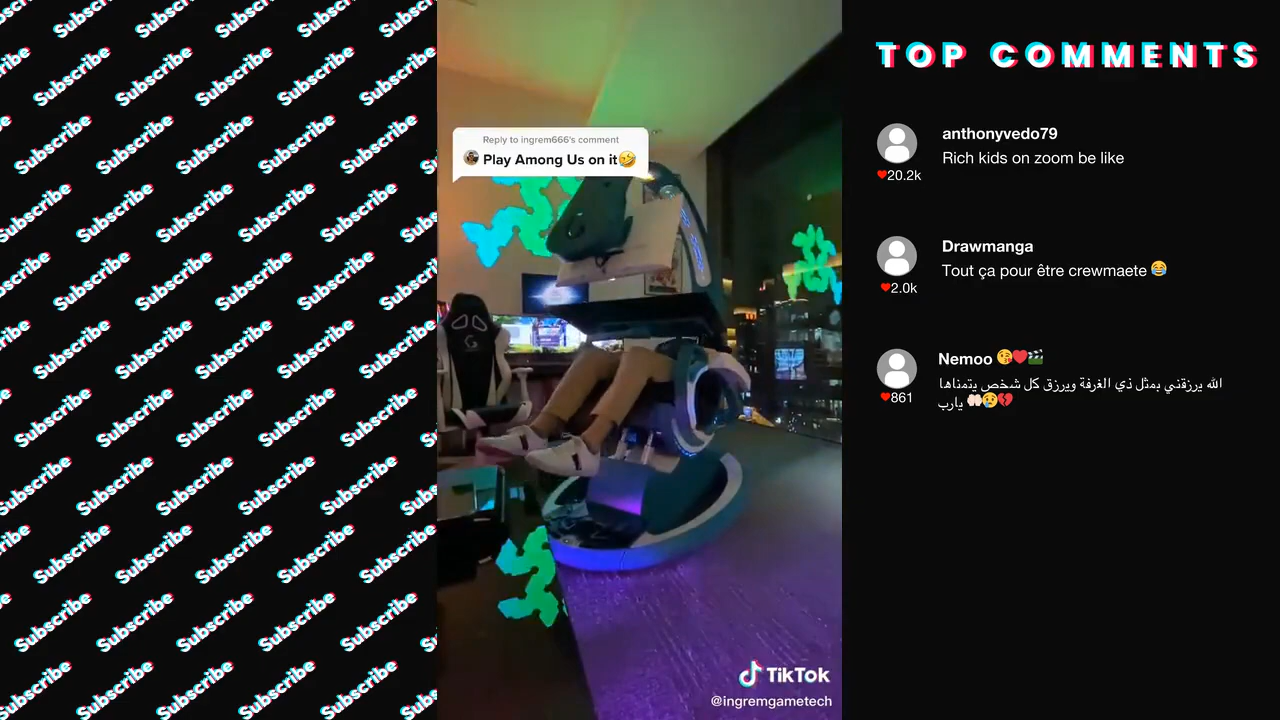 Subscribe
Reply to ingrem666's comment
Play Among Us on it🤣
TikTok
@ingremgametech
TOP COMMENTS
anthonyvedo79
Rich kids on zoom be like
❤20.2k
Drawmanga
Tout ça pour être crewmaete 😂
❤2.0k
Nemoo 😘❤️🎬
الله يرزقني بمثل ذي الغرفة ويرزق كل شخص يتمناها
يارب 🤲🏻😥💔
❤861